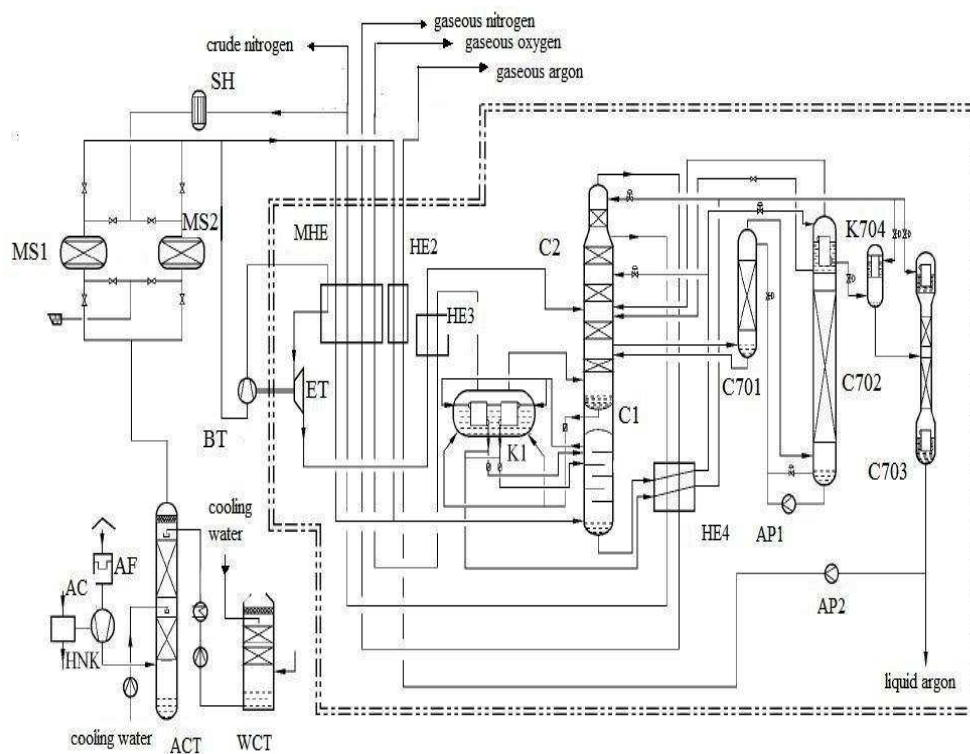 gaseous nitrogen
crude nitrogen
gaseous oxygen
gaseous argon
SH
MS1
MS2
MHE
HE2
C2
K704
HE3
ET
BT
C701
C702
C1
K1
C703
HE4
AP1
AP2
cooling
water
AF
AC
HNK
liquid argon
cooling water
ACT
WCT